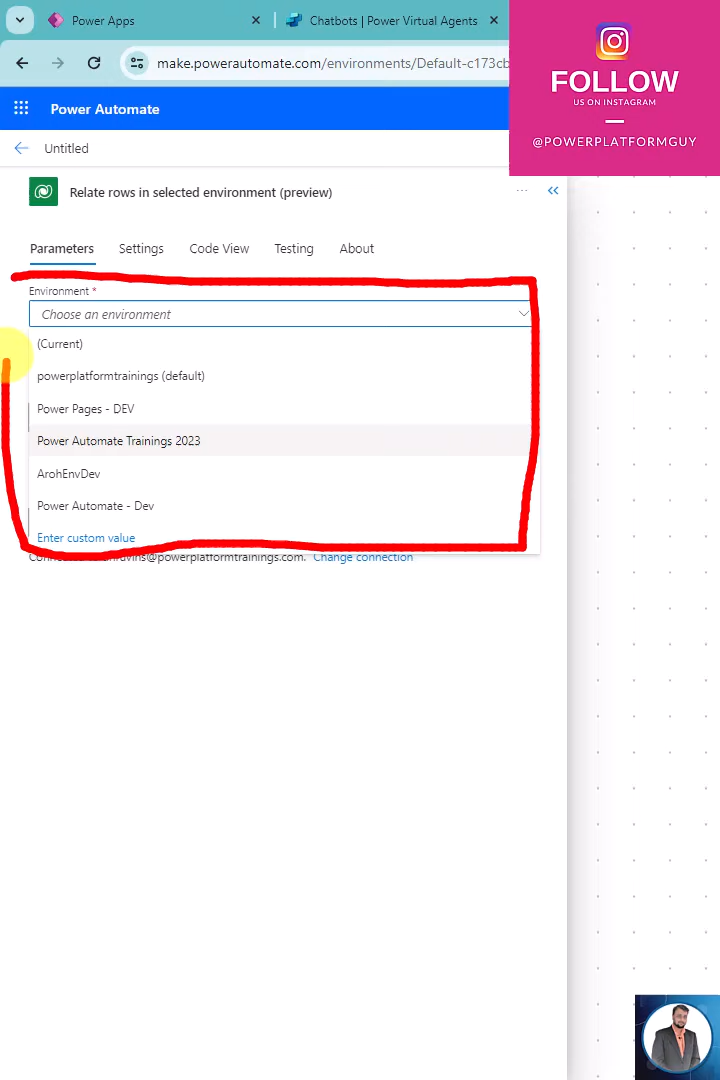 Power Apps
Chatbots | Power Virtual Agents
make.powerautomate.com/environments/Default-c173cb
FOLLOW
US ON INSTAGRAM
@POWERPLATFORMGUY
Power Automate
Untitled
Relate rows in selected environment (preview)
Parameters Settings Code View Testing About
Environment *
Choose an environment
(Current)
powerplatformtrainings (default)
Power Pages - DEV
Power Automate Trainings 2023
ArohEnvDev
Power Automate - Dev
Enter custom value
@powerplatformtrainings.com. Change connection